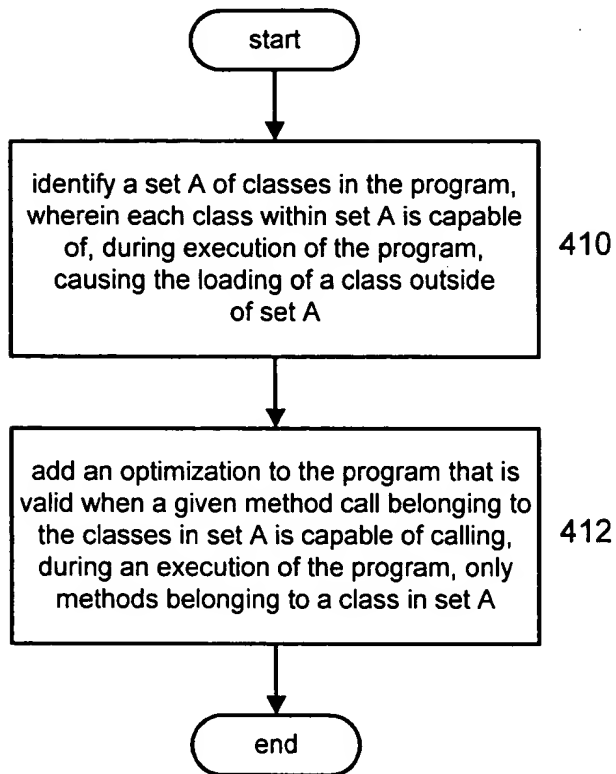 start
identify a set A of classes in the program,
wherein each class within set A is capable
of, during execution of the program,
causing the loading of a class outside
of set A
410
add an optimization to the program that is
valid when a given method call belonging to
the classes in set A is capable of calling,
during an execution of the program, only
methods belonging to a class in set A
412
end